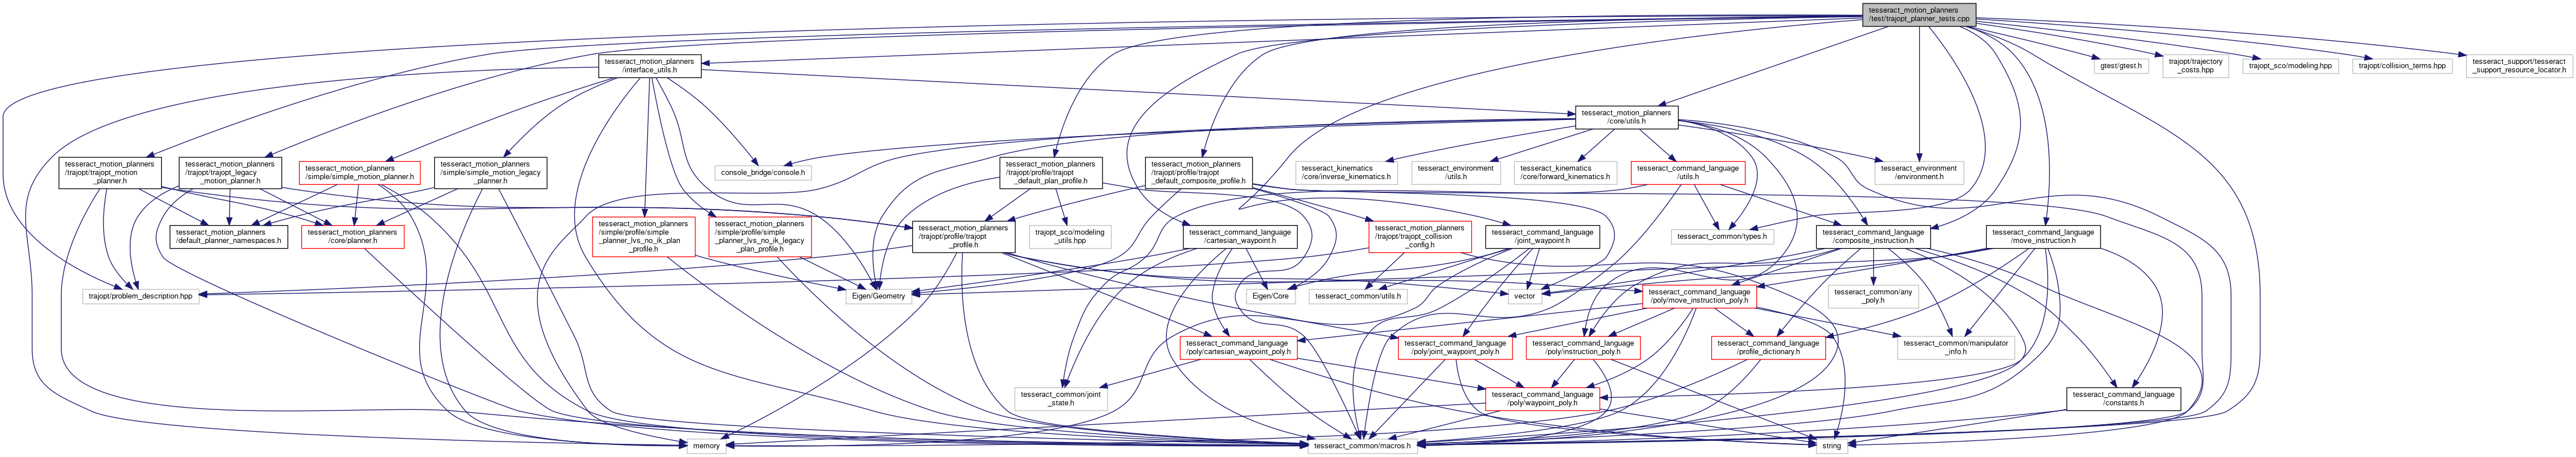 tesseract_motion_planners
/test/trajopt_planner_tests.cpp
tesseract_motion_planners
/interface_utils.h
gtest/gtest.h
trajopt/trajectory
_costs.hpp
trajopt_sco/modeling.hpp
trajopt/collision_terms.hpp
tesseract_support/tesseract
_support_resource_locator.h
tesseract_motion_planners
/core/utils.h
tesseract_motion_planners
/trajopt/trajopt_motion
_planner.h
tesseract_motion_planners
/trajopt/trajopt_legacy
_motion_planner.h
tesseract_motion_planners
/simple/simple_motion_planner.h
tesseract_motion_planners
/simple/simple_motion_legacy
_planner.h
console_bridge/console.h
tesseract_motion_planners
/trajopt/profile/trajopt
_default_plan_profile.h
tesseract_motion_planners
/trajopt/profile/trajopt
_default_composite_profile.h
tesseract_kinematics
/core/inverse_kinematics.h
tesseract_environment
/utils.h
tesseract_kinematics
/core/forward_kinematics.h
tesseract_command_language
/utils.h
tesseract_environment
/environment.h
tesseract_motion_planners
/default_planner_namespaces.h
tesseract_motion_planners
/core/planner.h
tesseract_motion_planners
/simple/profile/simple
_planner_lvs_no_ik_plan
_profile.h
tesseract_motion_planners
/simple/profile/simple
_planner_lvs_no_ik_legacy
_plan_profile.h
tesseract_motion_planners
/trajopt/profile/trajopt
_profile.h
trajopt_sco/modeling
_utils.hpp
tesseract_command_language
/cartesian_waypoint.h
tesseract_motion_planners
/trajopt/trajopt_collision
_config.h
tesseract_command_language
/joint_waypoint.h
tesseract_common/types.h
tesseract_command_language
/composite_instruction.h
tesseract_command_language
/move_instruction.h
trajopt/problem_description.hpp
Eigen/Geometry
Eigen/Core
tesseract_common/utils.h
vector
tesseract_command_language
/poly/move_instruction_poly.h
tesseract_common/any
_poly.h
tesseract_command_language
/poly/cartesian_waypoint_poly.h
tesseract_command_language
/poly/joint_waypoint_poly.h
tesseract_command_language
/poly/instruction_poly.h
tesseract_command_language
/profile_dictionary.h
tesseract_common/manipulator
_info.h
tesseract_common/joint
_state.h
tesseract_command_language
/poly/waypoint_poly.h
tesseract_command_language
/constants.h
memory
tesseract_common/macros.h
string